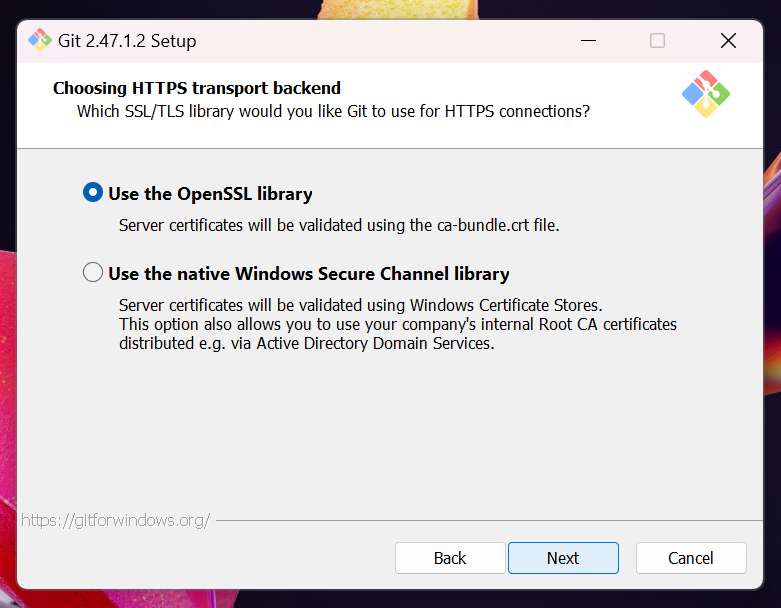 Git 2.47.1.2 Setup
Choosing HTTPS transport backend
Which SSL/TLS library would you like Git to use for HTTPS connections?
Use the OpenSSL library
Server certificates will be validated using the ca-bundle.crt file.
Use the native Windows Secure Channel library
Server certificates will be validated using Windows Certificate Stores.
This option also allows you to use your company's internal Root CA certificates
distributed e.g. via Active Directory Domain Services.
https://gitforwindows.org/
Back Next Cancel